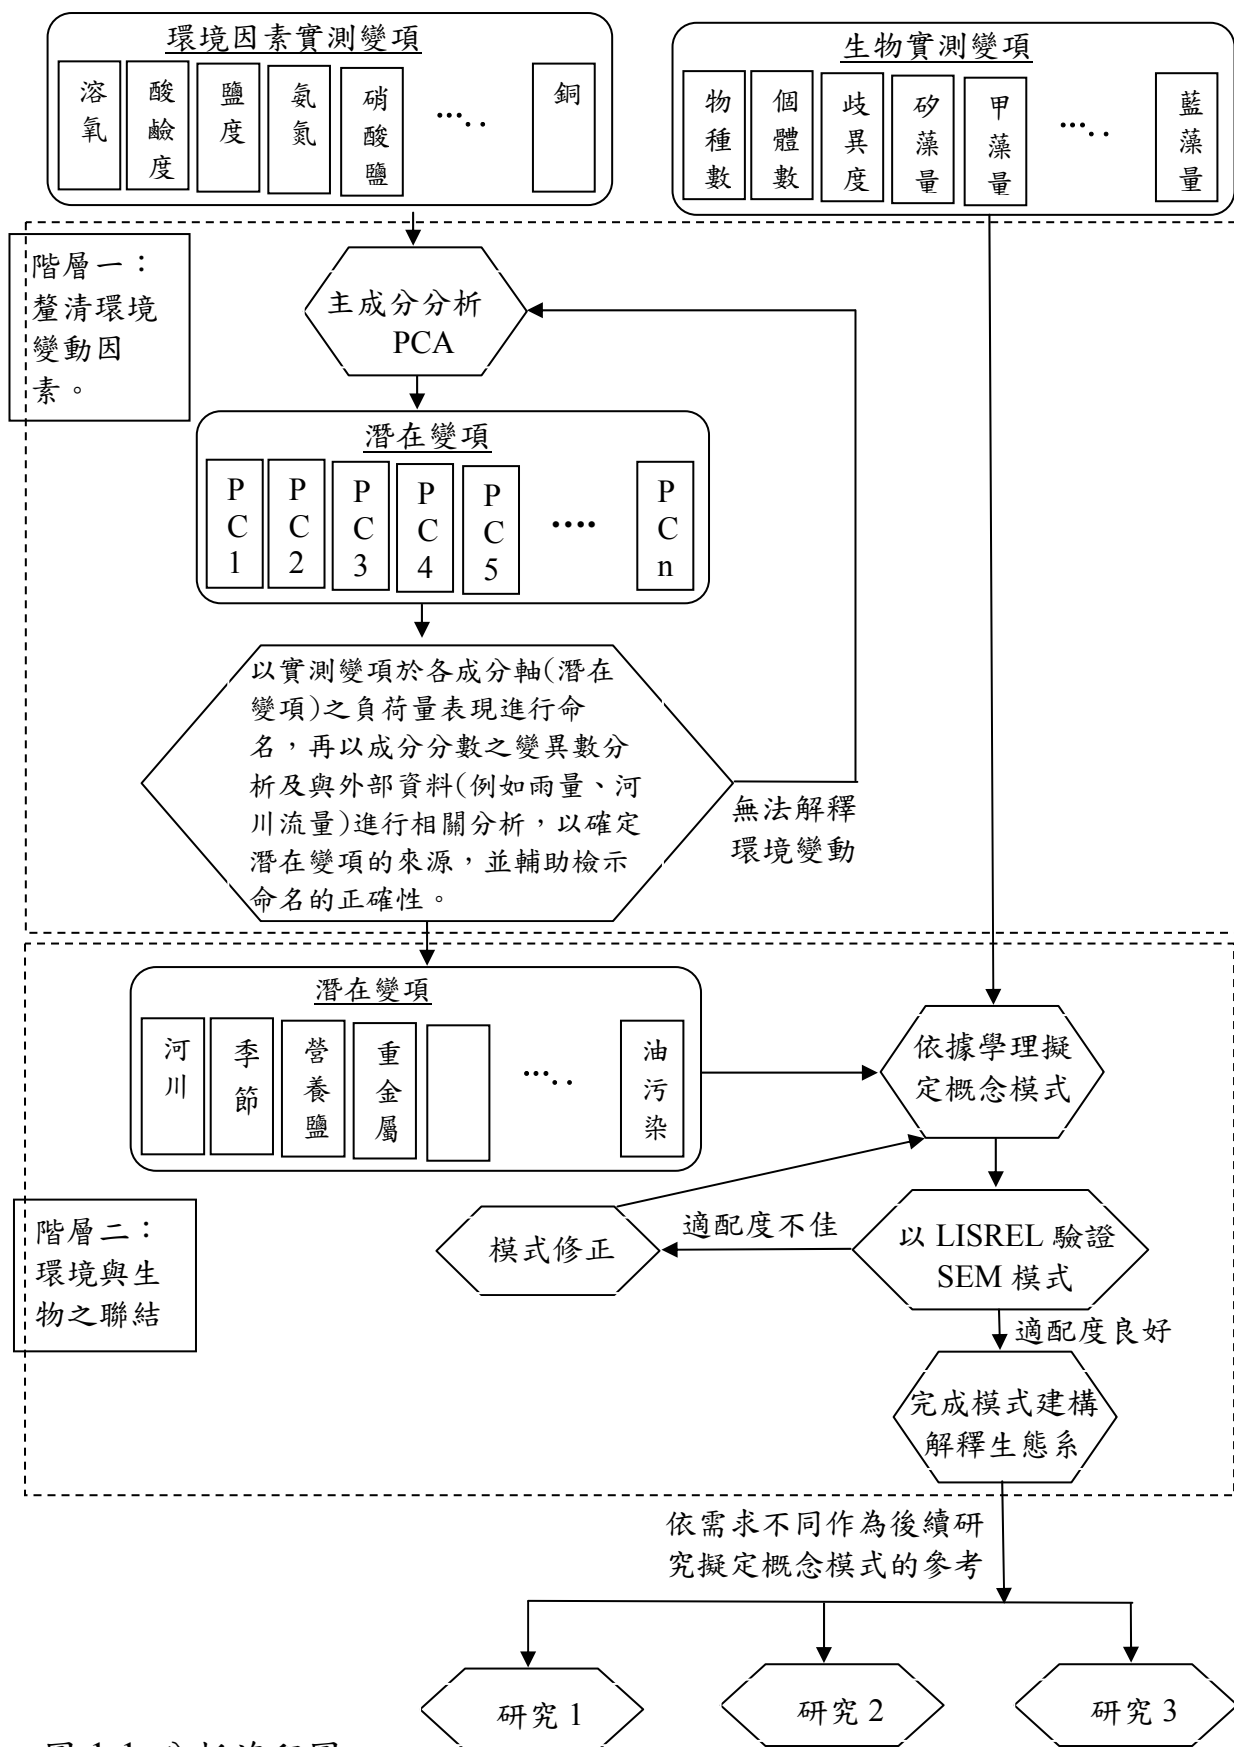 環境因素實測變項
溶氧
酸鹼度
鹽度
氨氮
硝酸鹽
…..
銅
生物實測變項
物種數
個體數
歧異度
矽藻量
甲藻量
…..
藍藻量
階層一：
釐清環境
變動因
素。
主成分分析
PCA
潛在變項
PC1
PC2
PC3
PC4
PC5
….
PCn
以實測變項於各成分軸(潛在
變項)之負荷量表現進行命
名，再以成分分數之變異數分
析及與外部資料(例如雨量、河
川流量)進行相關分析，以確定
潛在變項的來源，並輔助檢示
命名的正確性。
無法解釋
環境變動
潛在變項
河川
季節
營養鹽
重金屬
…..
油污染
依據學理擬
定概念模式
階層二：
環境與生
物之聯結
模式修正
適配度不佳
以 LISREL 驗證
SEM 模式
適配度良好
完成模式建構
解釋生態系
依需求不同作為後續研
究擬定概念模式的參考
研究 1
研究 2
研究 3